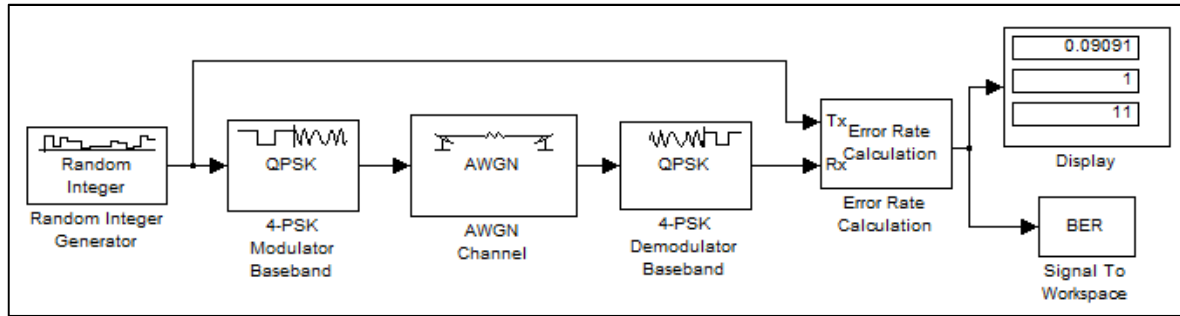 Random
Integer
Random Integer
Generator
QPSK
4-PSK
Modulator
Baseband
AWGN
AWGN
Channel
QPSK
4-PSK
Demodulator
Baseband
Tx
Rx
Error Rate
Calculation
Error Rate
Calculation
0.09091
1
11
Display
BER
Signal To
Workspace